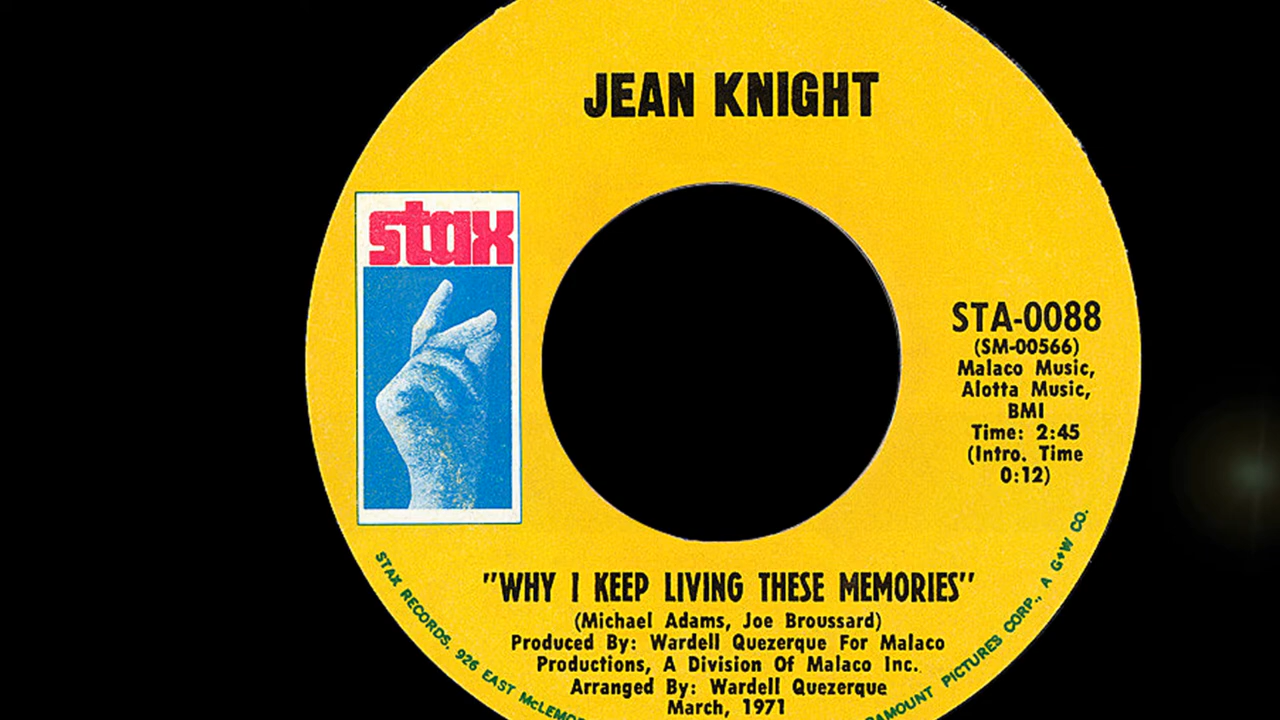 JEAN KNIGHT
stax
STA-0088
(SM-00566)
Malaco Music,
Alotta Music,
BMI
Time: 2:45
(Intro. Time
0:12)
"WHY I KEEP LIVING THESE MEMORIES"
(Michael Adams, Joe Broussard)
Produced By: Wardell Quezerque For Malaco
Productions, A Division Of Malaco Inc.
Arranged By: Wardell Quezerque
March, 1971
STAX RECORDS, 926 EAST McLEMO
PICTURES CORP., A G+W CO.